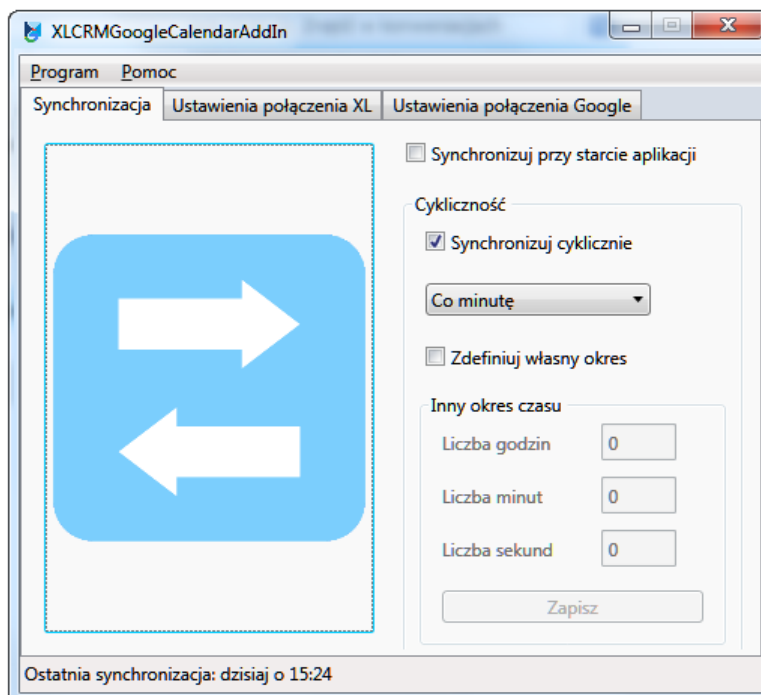 XLCRMGoogleCalendarAddIn
Program Pomoc
Synchronizacja Ustawienia połączenia XL Ustawienia połączenia Google
Synchronizuj przy starcie aplikacji
Cykliczność
Synchronizuj cyklicznie
Co minutę
Zdefiniuj własny okres
Inny okres czasu
Liczba godzin 0
Liczba minut 0
Liczba sekund 0
Zapisz
Ostatnia synchronizacja: dzisiaj o 15:24